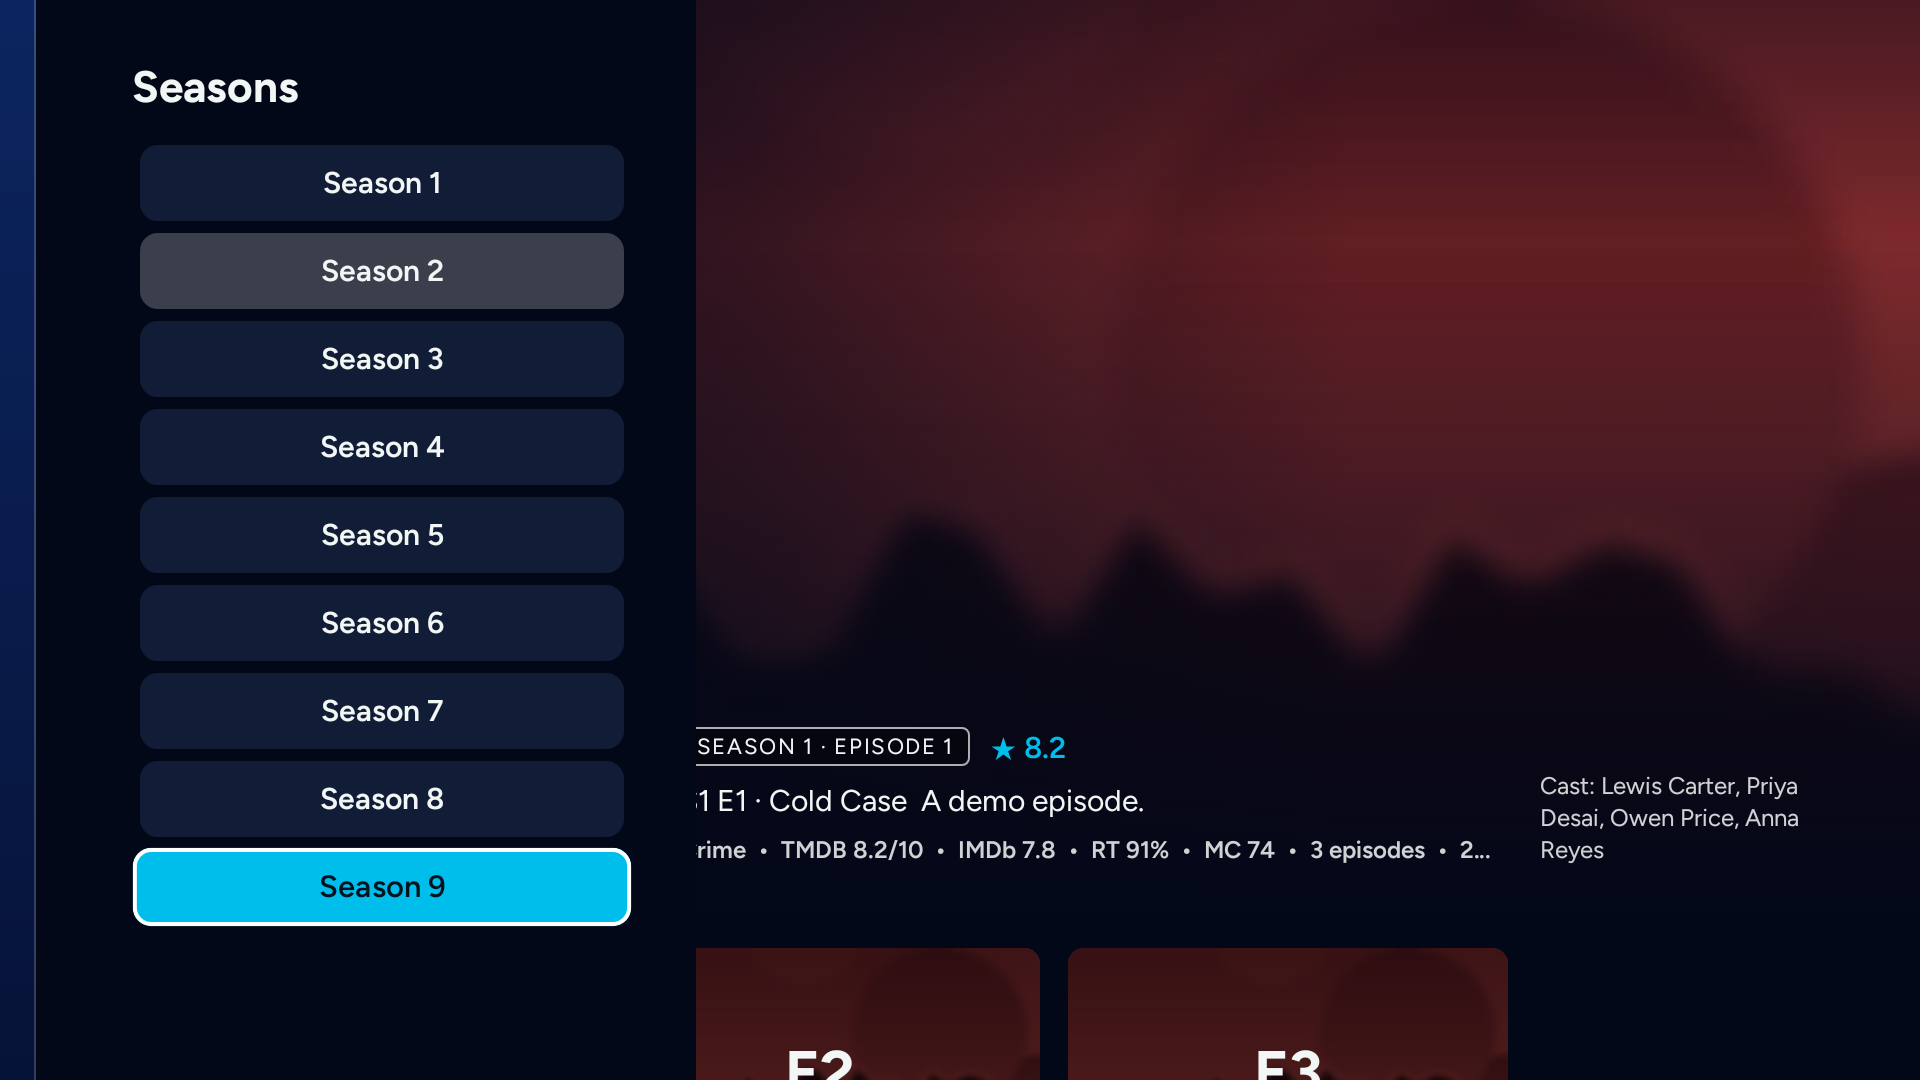 Seasons
Season 1
Season 2
Season 3
Season 4
Season 5
Season 6
Season 7
Season 8
Season 9
SEASON 1 · EPISODE 1
★ 8.2
1 E1 · Cold Case A demo episode.
rime • TMDB 8.2/10 • IMDb 7.8 • RT 91% • MC 74 • 3 episodes • 2...
Cast: Lewis Carter, Priya
Desai, Owen Price, Anna
Reyes
E2
E3